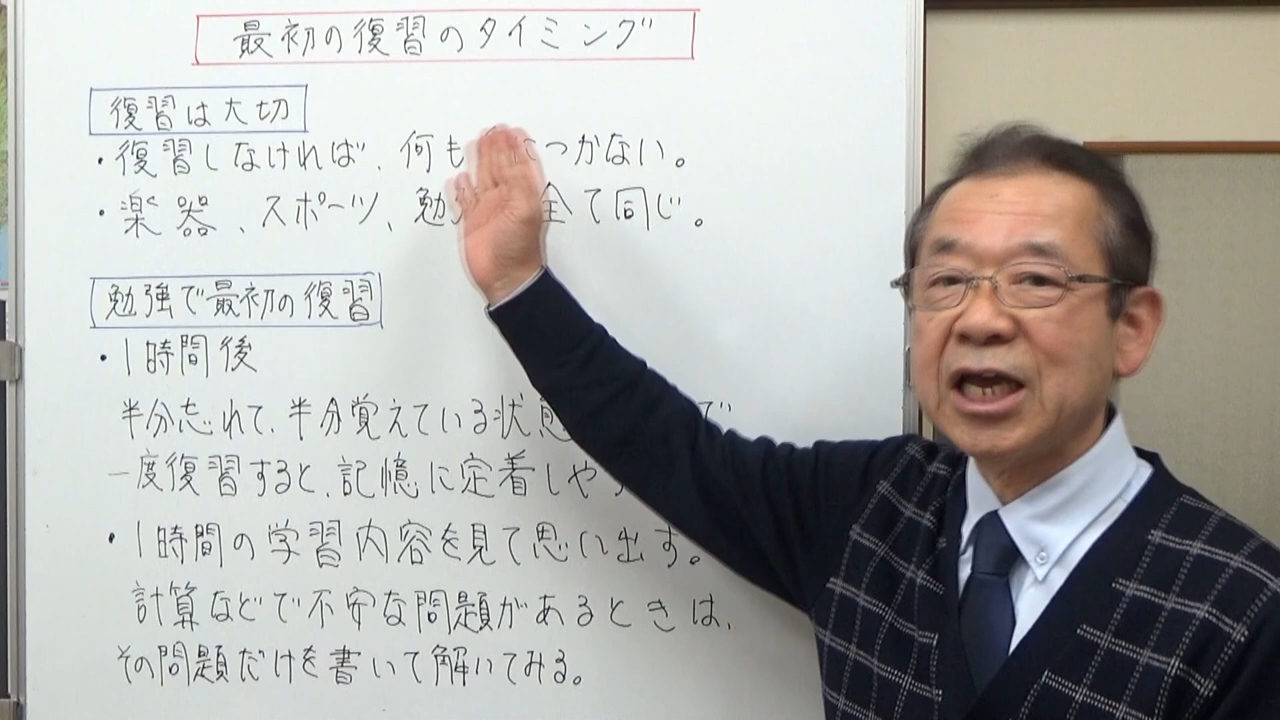 最初の復習のタイミング
復習は大切
・復習しなければ、何も につかない。
・楽器、スポーツ、勉 全て同じ。
勉強で最初の復習
・1時間後
半分忘れて、半分覚えている状態 で
一度復習すると、記憶に定着しや
・1時間の学習内容を見て思い出す。
計算などで不安な問題があるときは、
その問題だけを書いて解いてみる。